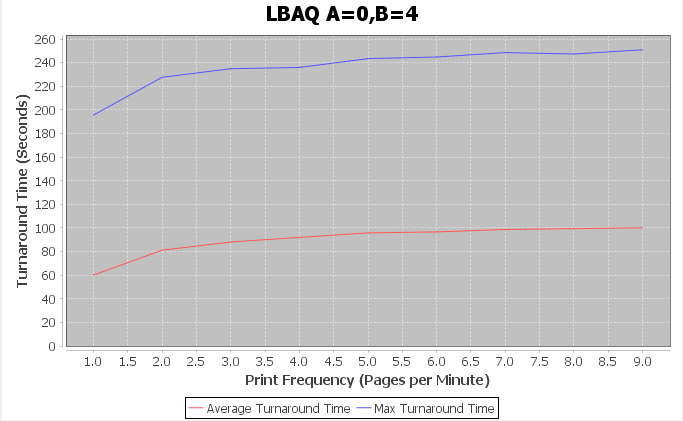 LBAQ A=0,B=4
Turnaround Time (Seconds)
260
240
220
200
180
160
140
120
100
80
60
40
20
0
1.0 1.5 2.0 2.5 3.0 3.5 4.0 4.5 5.0 5.5 6.0 6.5 7.0 7.5 8.0 8.5 9.0
Print Frequency (Pages per Minute)
Average Turnaround Time Max Turnaround Time